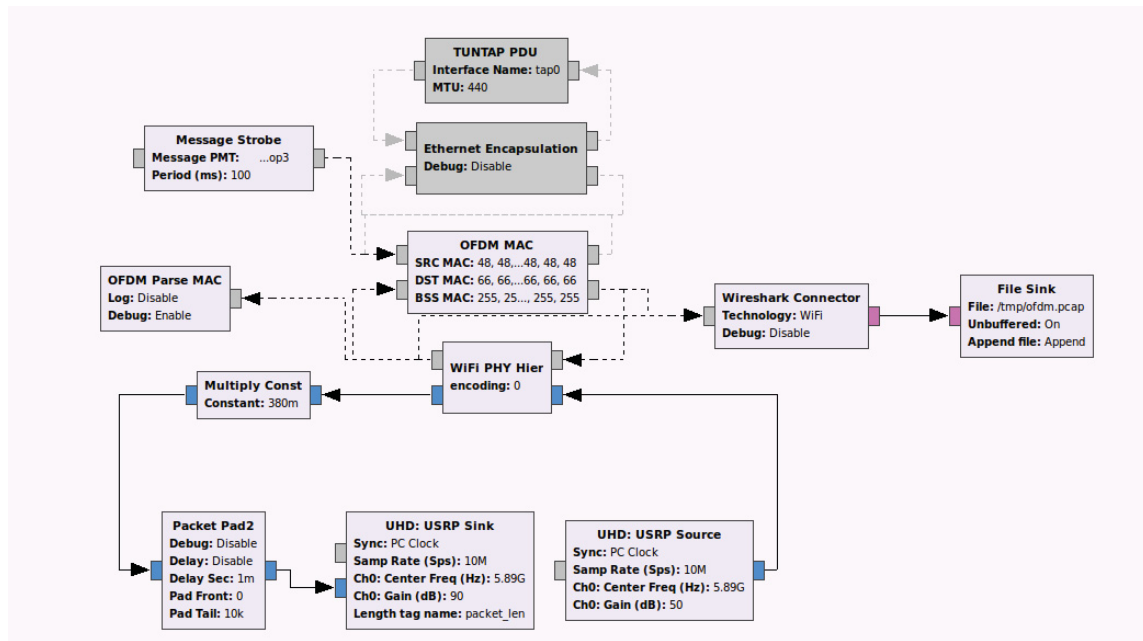 TUNTAP PDU
Interface Name: tap0
MTU: 440
Message Strobe
Message PMT: ...op3
Period (ms): 100
Ethernet Encapsulation
Debug: Disable
OFDM MAC
SRC MAC: 48, 48,...48, 48, 48
DST MAC: 66, 66,...66, 66, 66
BSS MAC: 255, 25..., 255, 255
OFDM Parse MAC
Log: Disable
Debug: Enable
Wireshark Connector
Technology: WiFi
Debug: Disable
File Sink
File: /tmp/ofdm.pcap
Unbuffered: On
Append file: Append
WiFi PHY Hier
encoding: 0
Multiply Const
Constant: 380m
Packet Pad2
Debug: Disable
Delay: Disable
Delay Sec: 1m
Pad Front: 0
Pad Tail: 10k
UHD: USRP Sink
Sync: PC Clock
Samp Rate (Sps): 10M
Ch0: Center Freq (Hz): 5.89G
Ch0: Gain (dB): 90
Length tag name: packet_len
UHD: USRP Source
Sync: PC Clock
Samp Rate (Sps): 10M
Ch0: Center Freq (Hz): 5.89G
Ch0: Gain (dB): 50